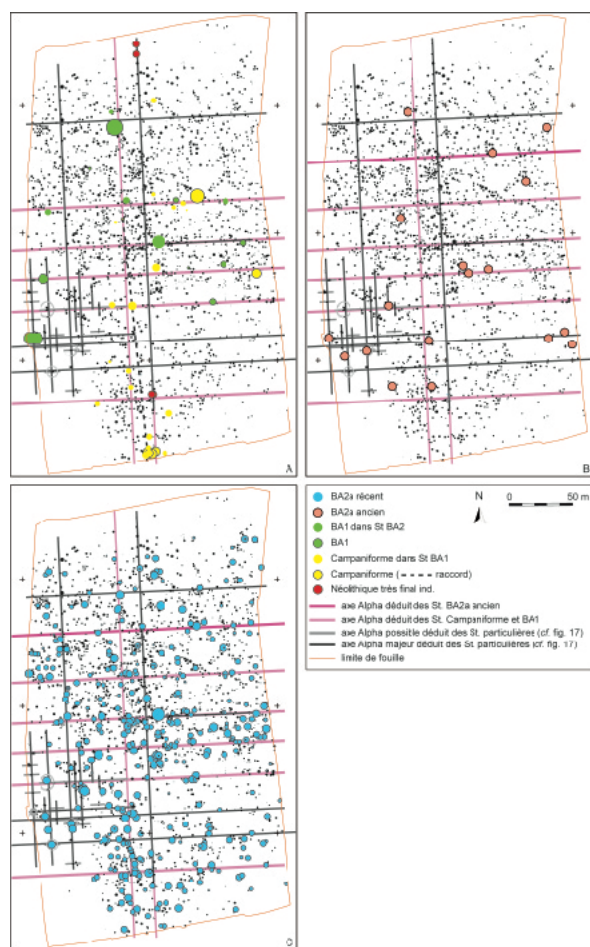 A
B
C
BA2a récent
BA2a ancien
BA1 dans St BA2
BA1
Campaniforme dans St BA1
Campaniforme (----- raccord)
Néolithique très final ind.
N
0 50 m
axe Alpha déduit des St. BA2a ancien
axe Alpha déduit des St. Campaniforme et BA1
axe Alpha possible déduit des St. particulières (cf. fig. 17)
axe Alpha majeur déduit des St. particulières (cf. fig. 17)
limite de fouille